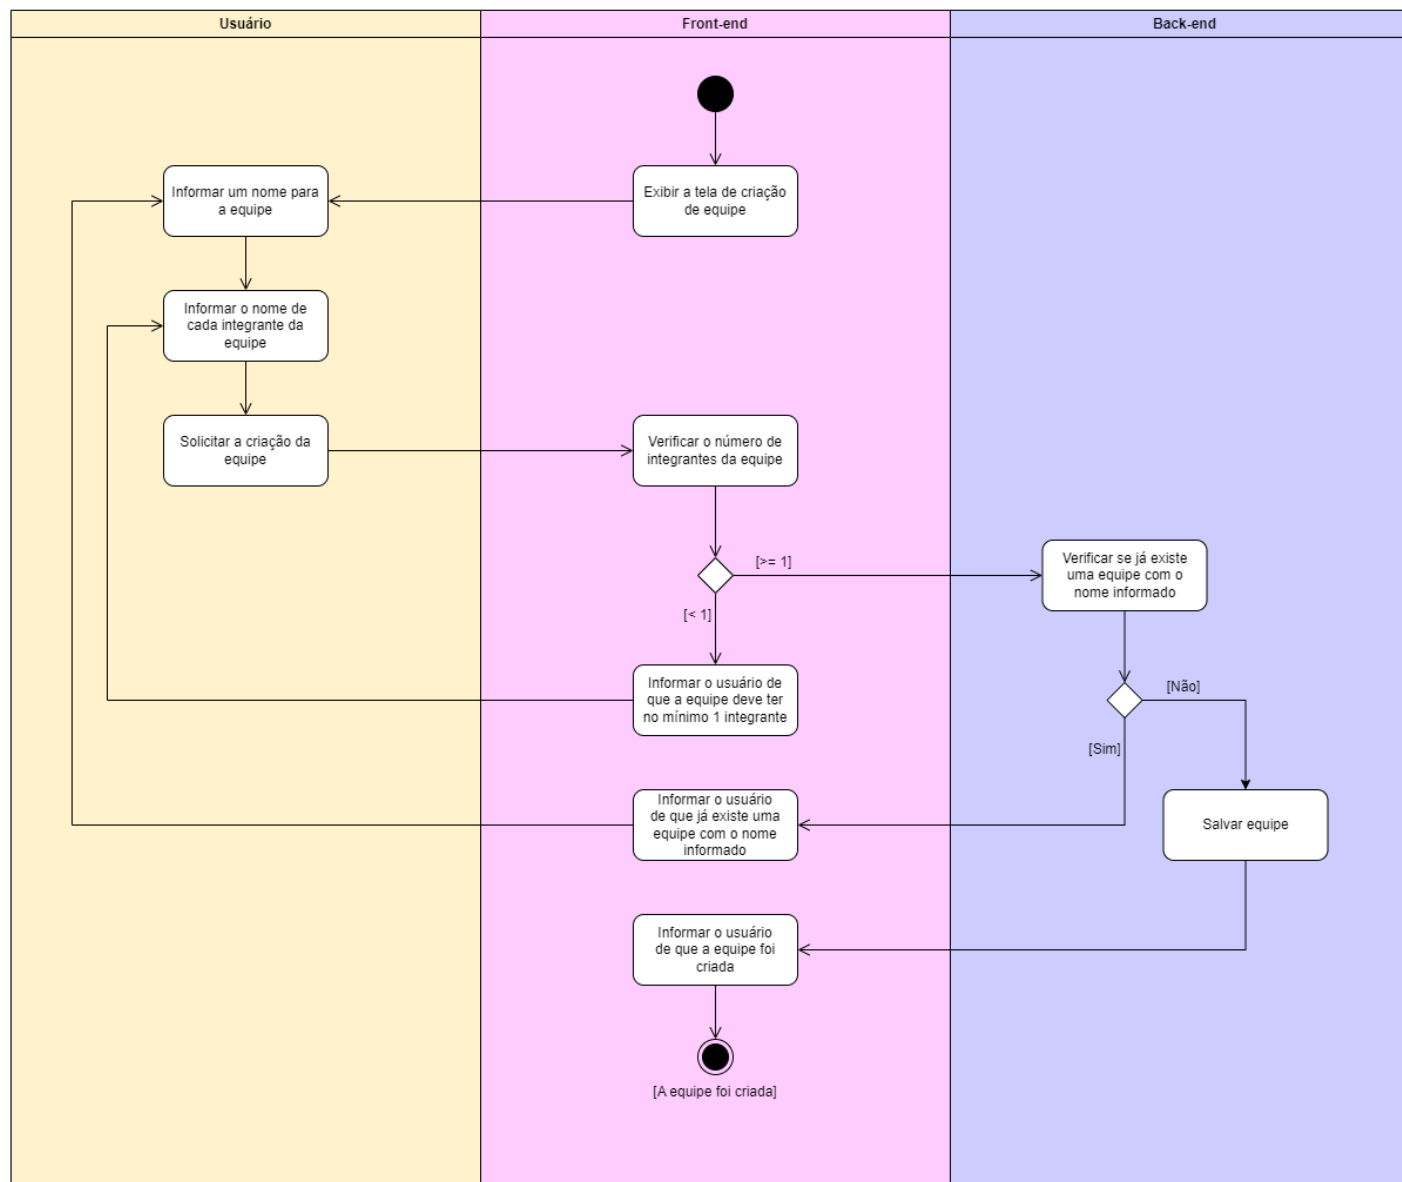 Usuário
Front-end
Back-end
Informar um nome para
a equipe
Exibir a tela de criação
de equipe
Informar o nome de
cada integrante da
equipe
Solicitar a criação da
equipe
Verificar o número de
integrantes da equipe
[>= 1]
Verificar se já existe
uma equipe com o
nome informado
[< 1]
Informar o usuário de
que a equipe deve ter
no mínimo 1 integrante
[Não]
[Sim]
Informar o usuário
de que já existe uma
equipe com o nome
informado
Salvar equipe
Informar o usuário
de que a equipe foi
criada
[A equipe foi criada]